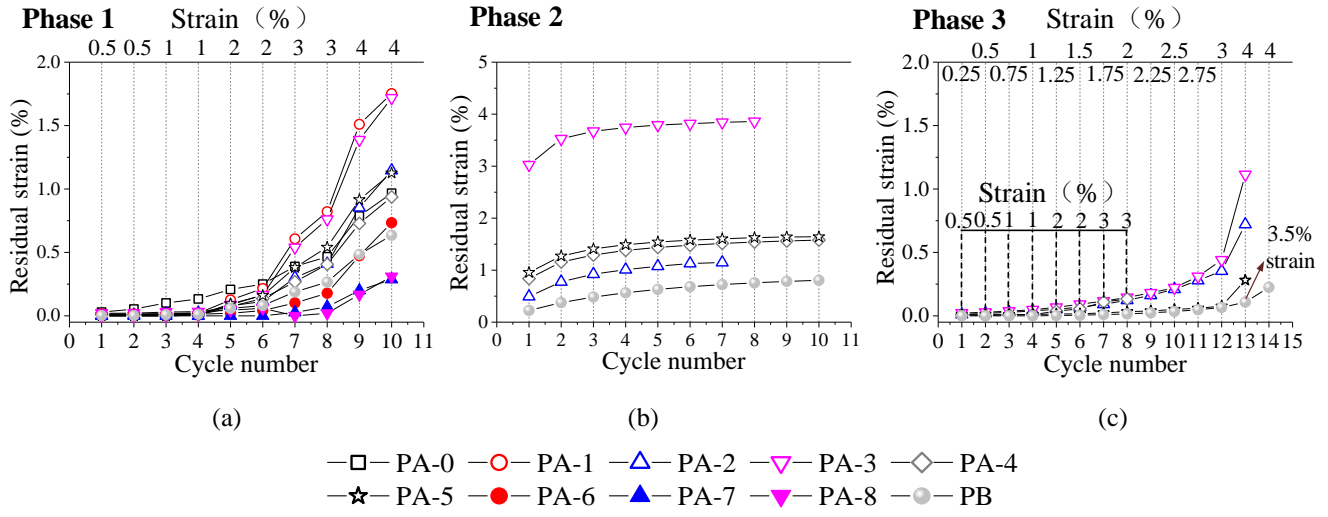 Phase 1
Strain（%）
0.5 0.5 1 1 2 2 3 3 4 4
2.0
1.5
1.0
0.5
0.0
Residual strain (%)
1 2 3 4 5 6 7 8 9 10 11
Cycle number
(a)
Phase 2
5
4
3
2
1
0
Residual strain (%)
1 2 3 4 5 6 7 8 9 10 11
Cycle number
(b)
Phase 3
Strain（%）
0.5 1 1.5 2 2.5 3 4 4
0.25 0.75 1.25 1.75 2.25 2.75
2.0
1.5
1.0
0.5
0.0
Residual strain (%)
Strain（%）
0.5 0.5 1 1 2 2 3 3
3.5%
strain
1 2 3 4 5 6 7 8 9 10 11 12 13 14 15
Cycle number
(c)
PA-0 PA-1 PA-2 PA-3 PA-4
PA-5 PA-6 PA-7 PA-8 PB